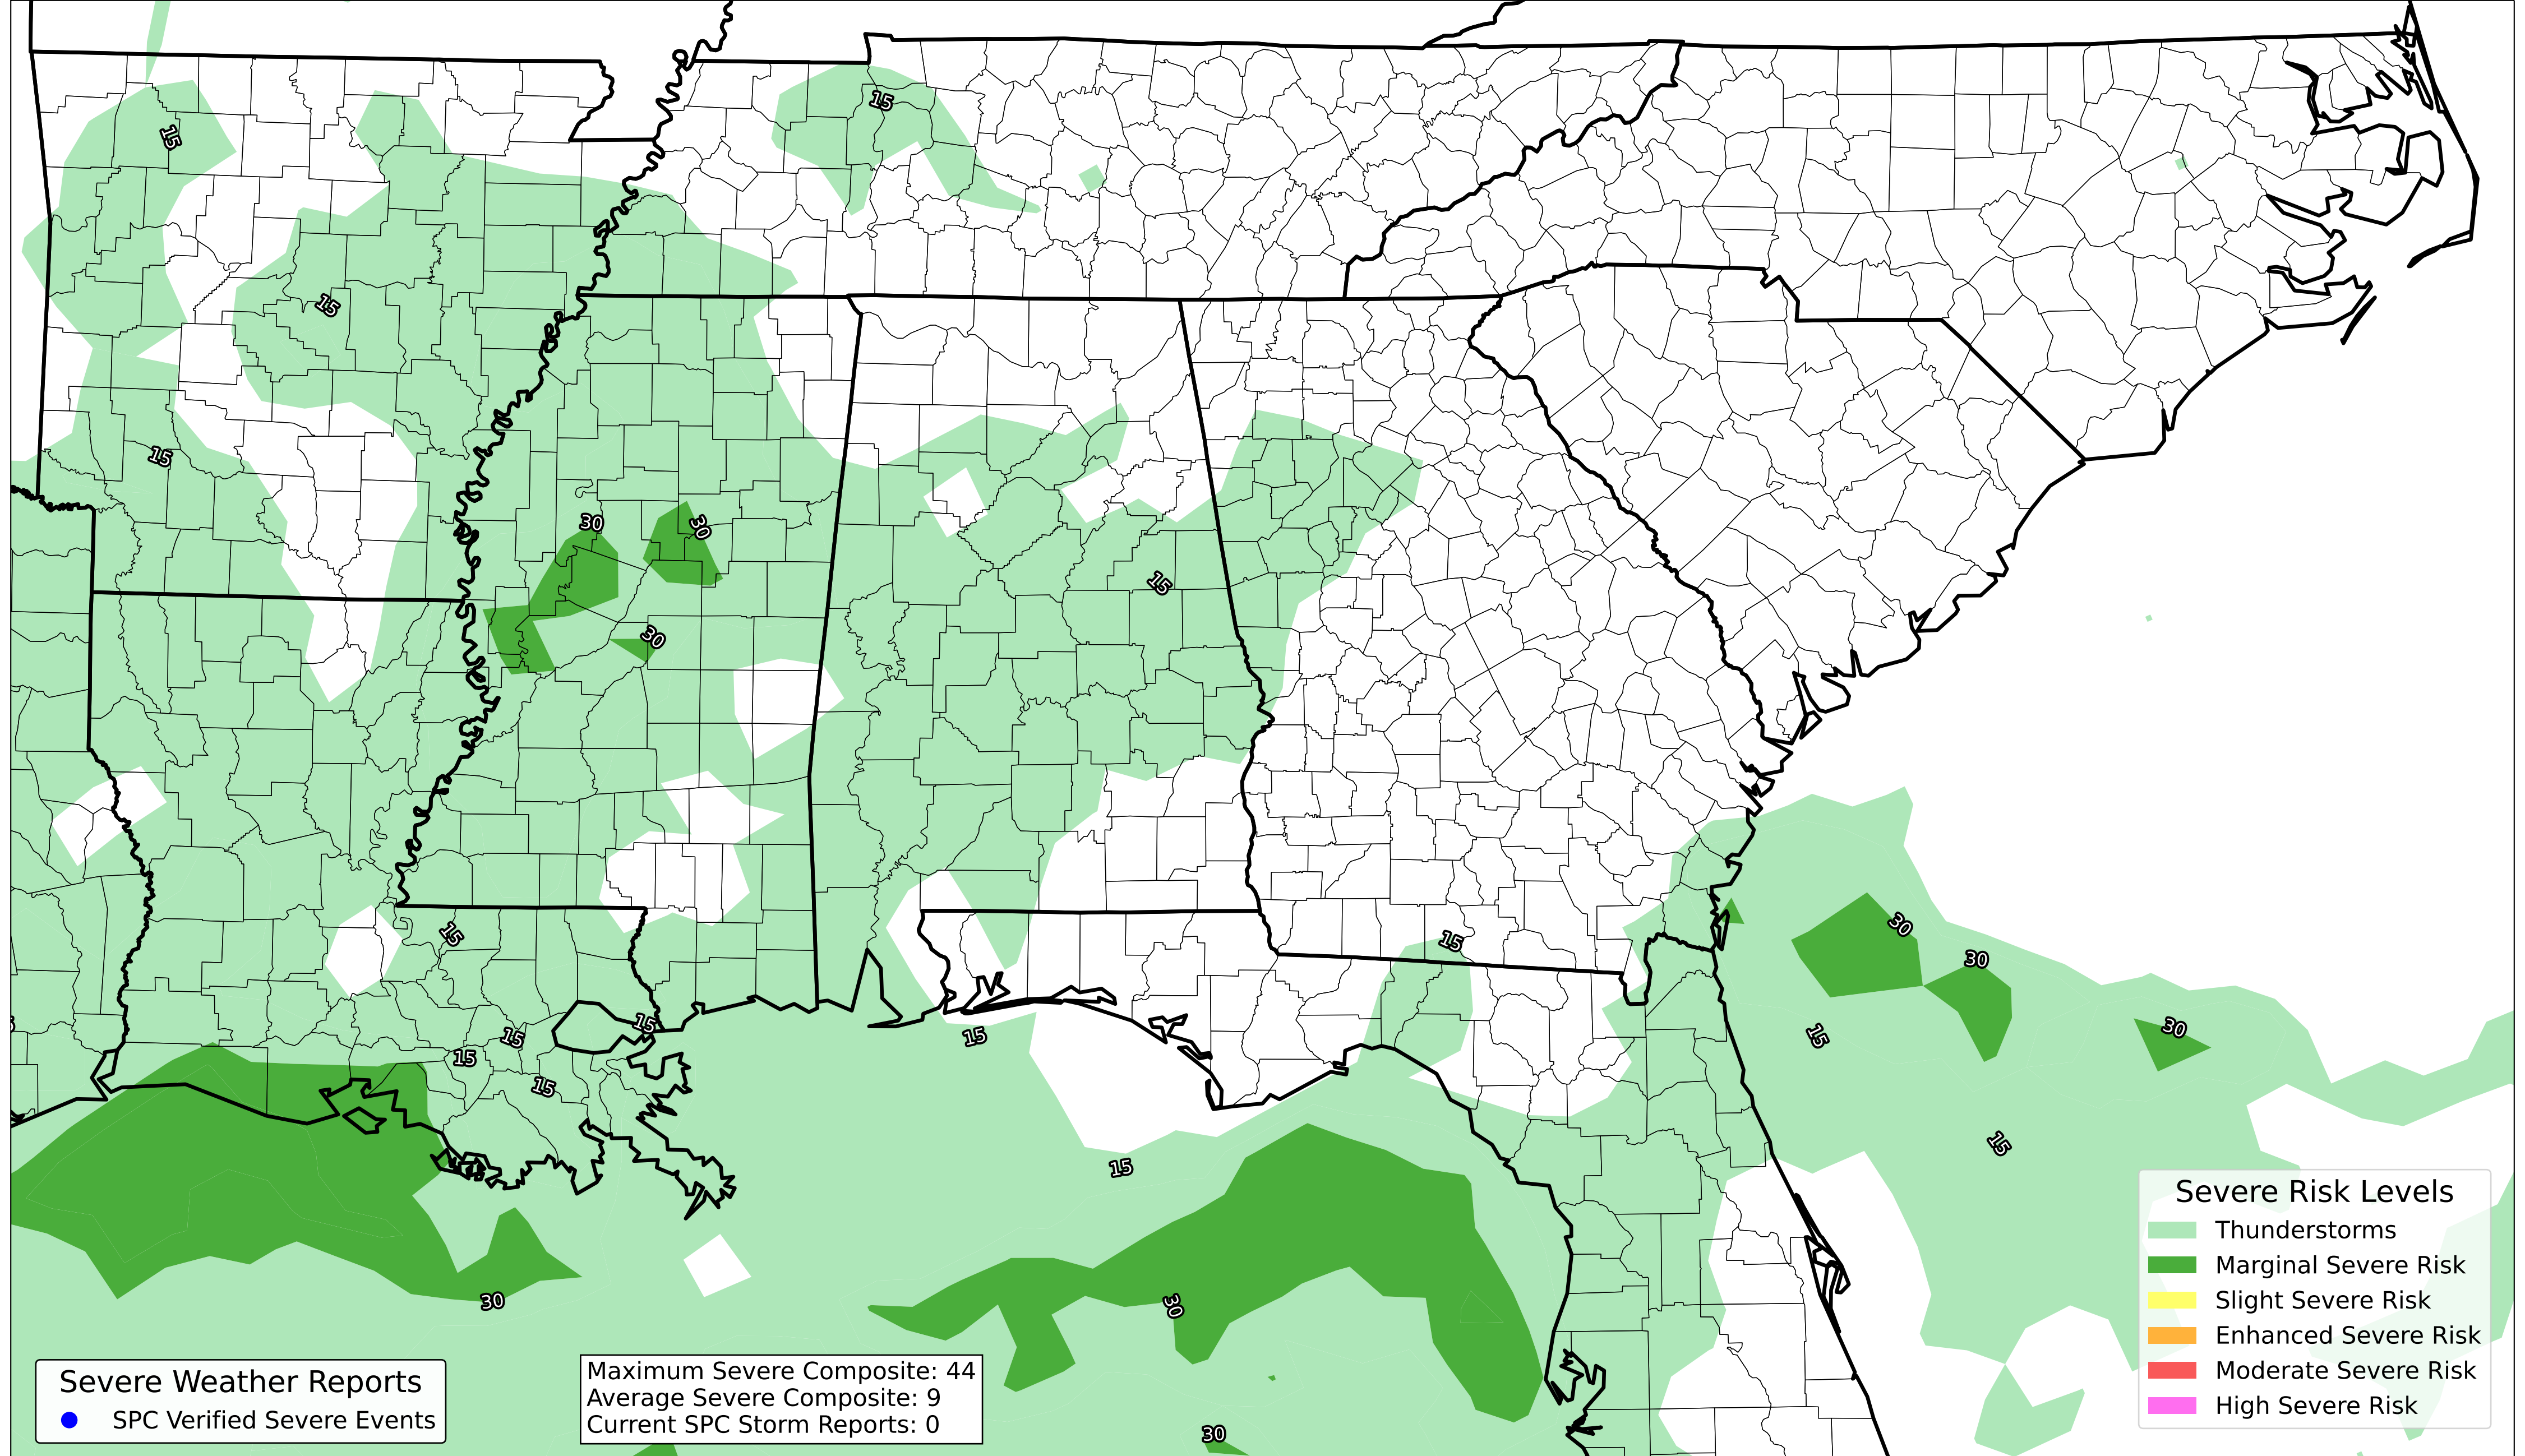 15
15
15
15
30
30
15
30
15
30
15
30
15
15
30
15
15
15
15
15
15
30
30
30
Severe Risk Levels
Thunderstorms
Marginal Severe Risk
Slight Severe Risk
Enhanced Severe Risk
Moderate Severe Risk
High Severe Risk
Severe Weather Reports
SPC Verified Severe Events
Maximum Severe Composite: 44
Average Severe Composite: 9
Current SPC Storm Reports: 0